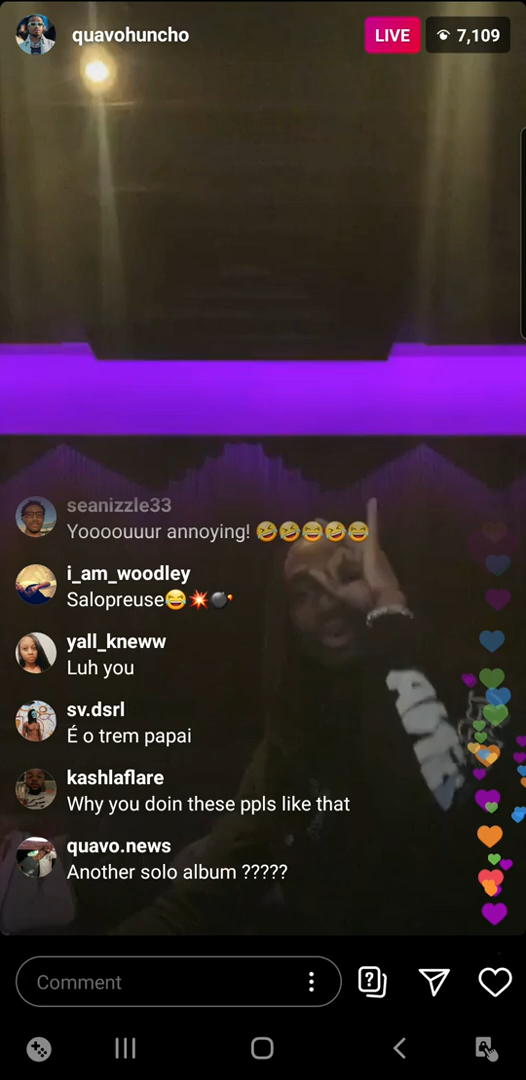 quavohuncho
LIVE
7,109
seanizzle33
Yoooouuur annoying! 🤣🤣😂🤣😂
i_am_woodley
Salopreuse😂💥💣
yall_kneww
Luh you
sv.dsrl
É o trem papai
kashlaflare
Why you doin these ppls like that
quavo.news
Another solo album ?????
Comment